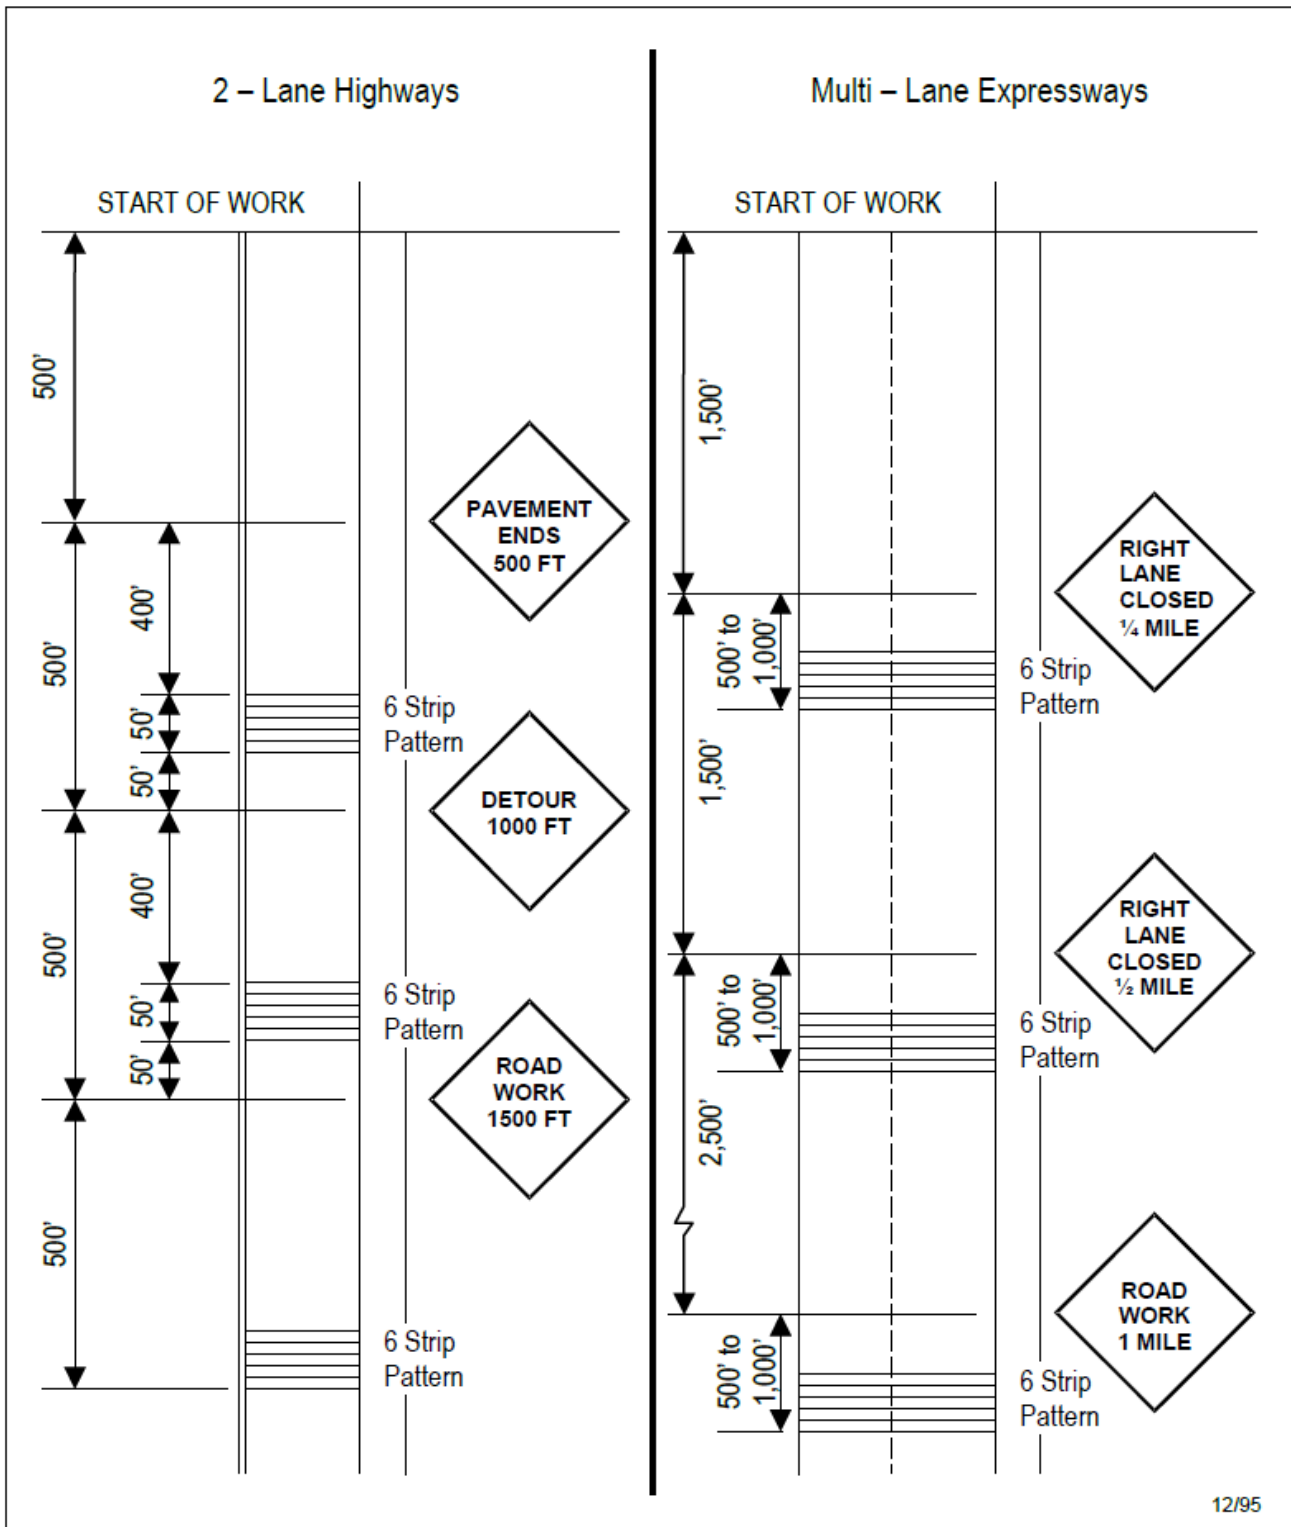 2 – Lane Highways
START OF WORK
500'
PAVEMENT
ENDS
500 FT
500'
400'
50'
50'
6 Strip
Pattern
DETOUR
1000 FT
500'
400'
50'
50'
6 Strip
Pattern
ROAD
WORK
1500 FT
500'
6 Strip
Pattern
Multi – Lane Expressways
START OF WORK
1,500'
RIGHT
LANE
CLOSED
¼ MILE
500' to
1,000'
6 Strip
Pattern
1,500'
RIGHT
LANE
CLOSED
½ MILE
500' to
1,000'
6 Strip
Pattern
2,500'
ROAD
WORK
1 MILE
500' to
1,000'
6 Strip
Pattern
12/95